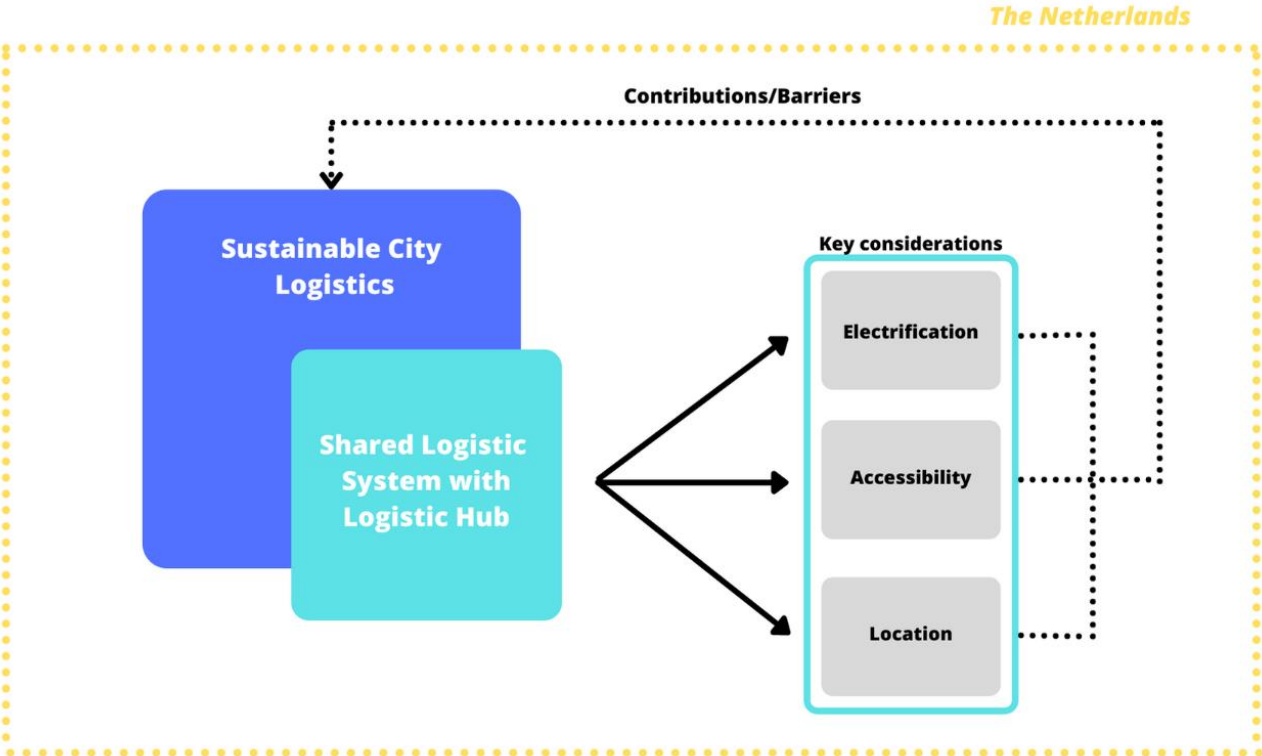 The Netherlands
Contributions/Barriers
Sustainable City
Logistics
Shared Logistic
System with
Logistic Hub
Key considerations
Electrification
Accessibility
Location